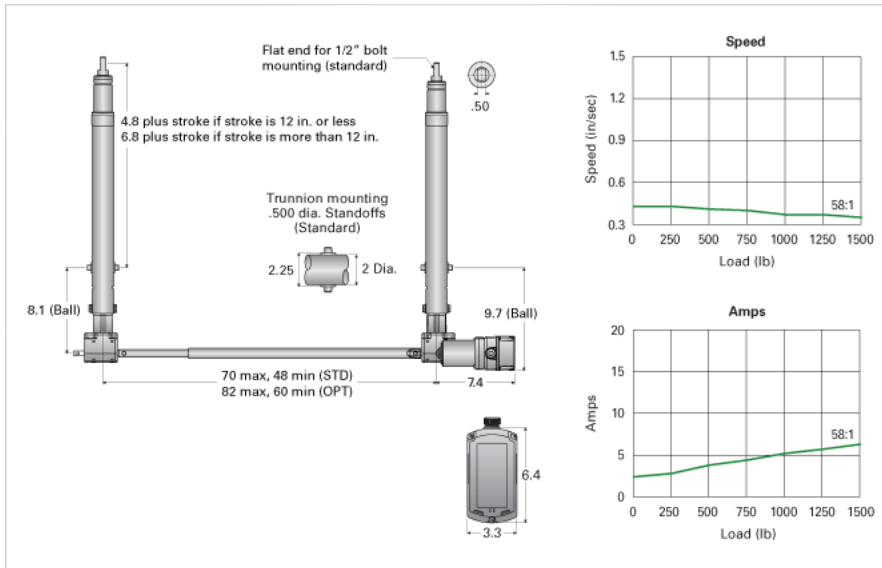 Flat end for 1/2" bolt
mounting (standard)
.50
4.8 plus stroke if stroke is 12 in. or less
6.8 plus stroke if stroke is more than 12 in.
Trunnion mounting
.500 dia. Standoffs
(Standard)
2.25
2 Dia.
8.1 (Ball)
9.7 (Ball)
70 max, 48 min (STD)
82 max, 60 min (OPT)
7.4
6.4
3.3
Speed
Speed (in/sec)
1.5
1.2
0.9
0.6
0.3
58:1
0 250 500 750 1000 1250 1500
Load (lb)
Amps
Amps
20
15
10
5
0
58:1
0 250 500 750 1000 1250 1500
Load (lb)